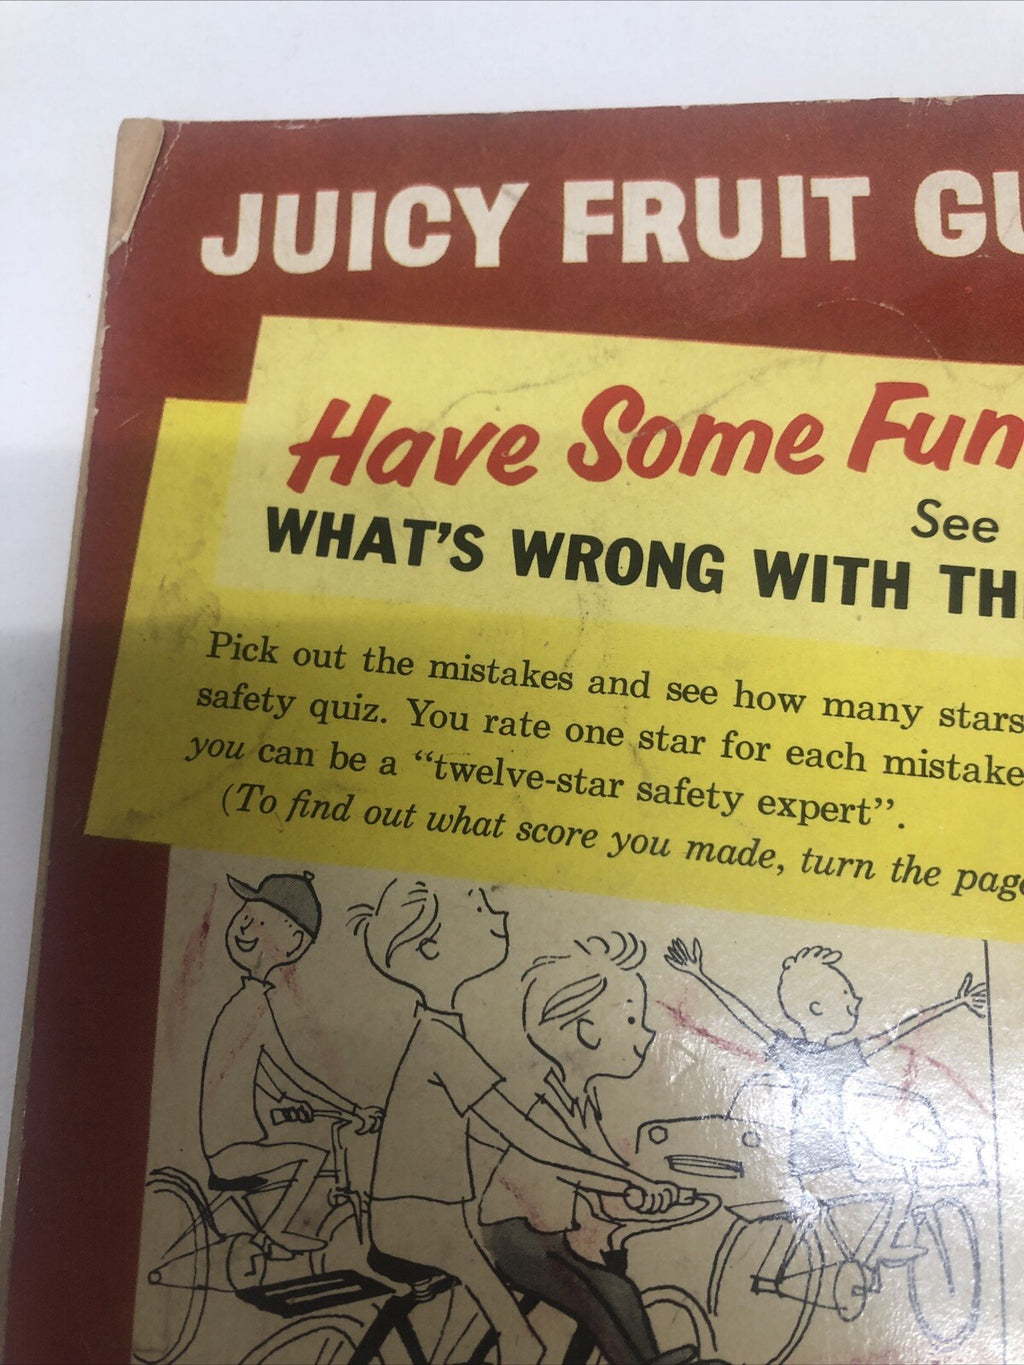 JUICY FRUIT GU
Have Some Fun
See
WHAT'S WRONG WITH TH
Pick out the mistakes and see how many stars
safety quiz. You rate one star for each mistake
you can be a “twelve-star safety expert”.
(To find out what score you made, turn the page